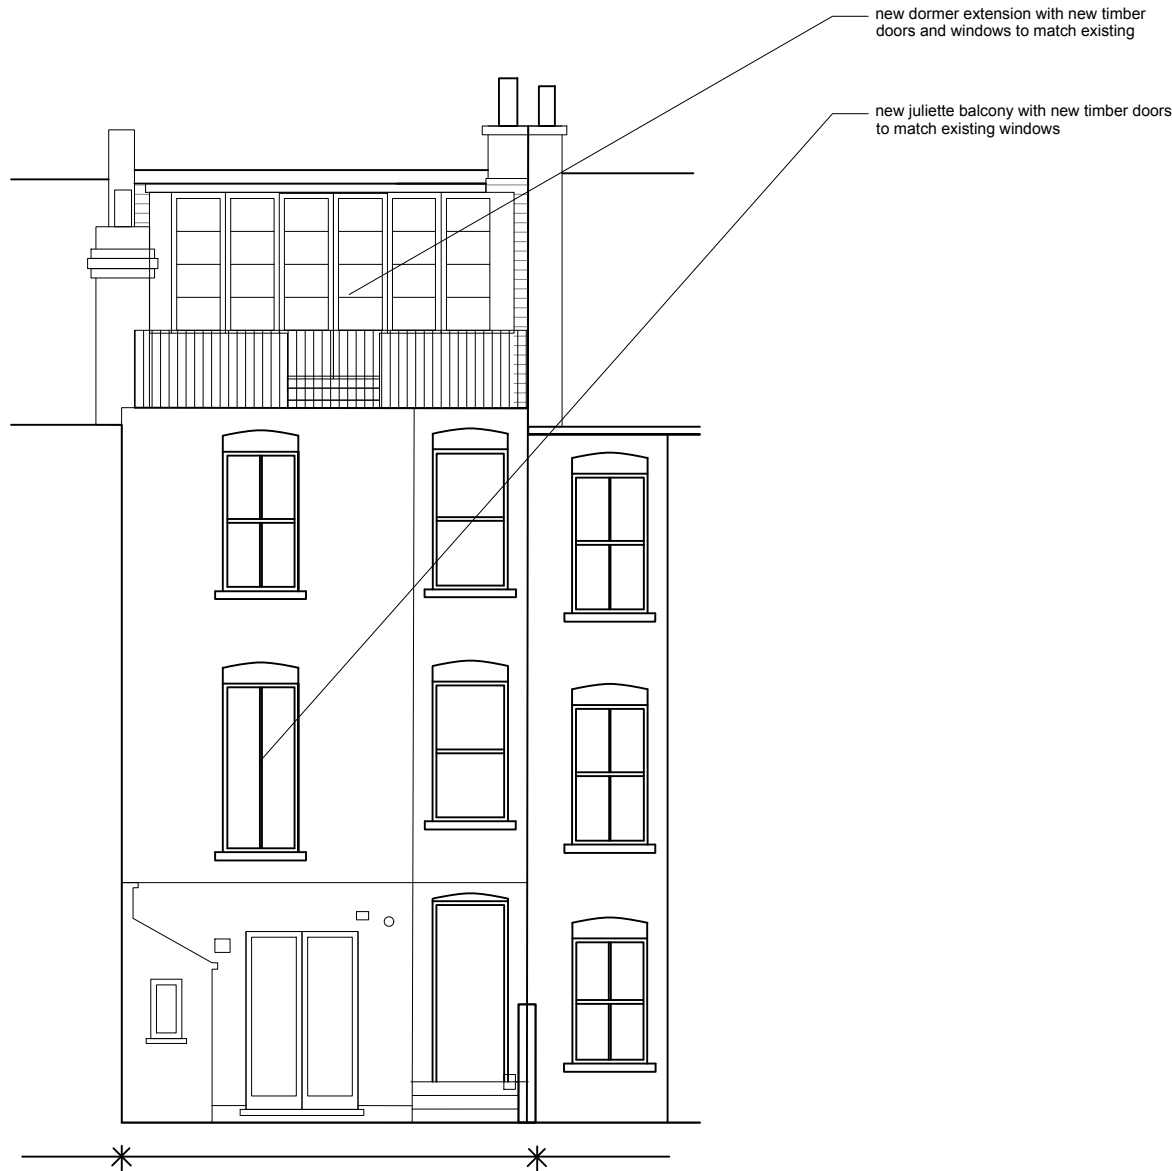 new dormer extension with new timber
doors and windows to match existing
new juliette balcony with new timber doors
to match existing windows